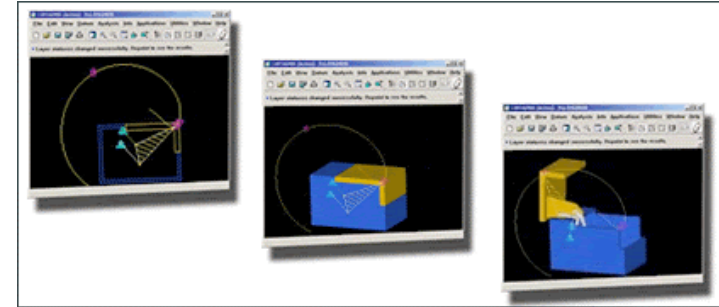 File Edit View Datum Analysis Info Applications Utilities Window Help
• Layer statuses changed successfully. Repaint to see the results.
File Edit View Datum Analysis Info Applications Utilities Window Help
• Layer statuses changed successfully. Repaint to see the results.
File Edit View Datum Analysis Info Applications Utilities Window Help
• Layer statuses changed successfully. Repaint to see the results.